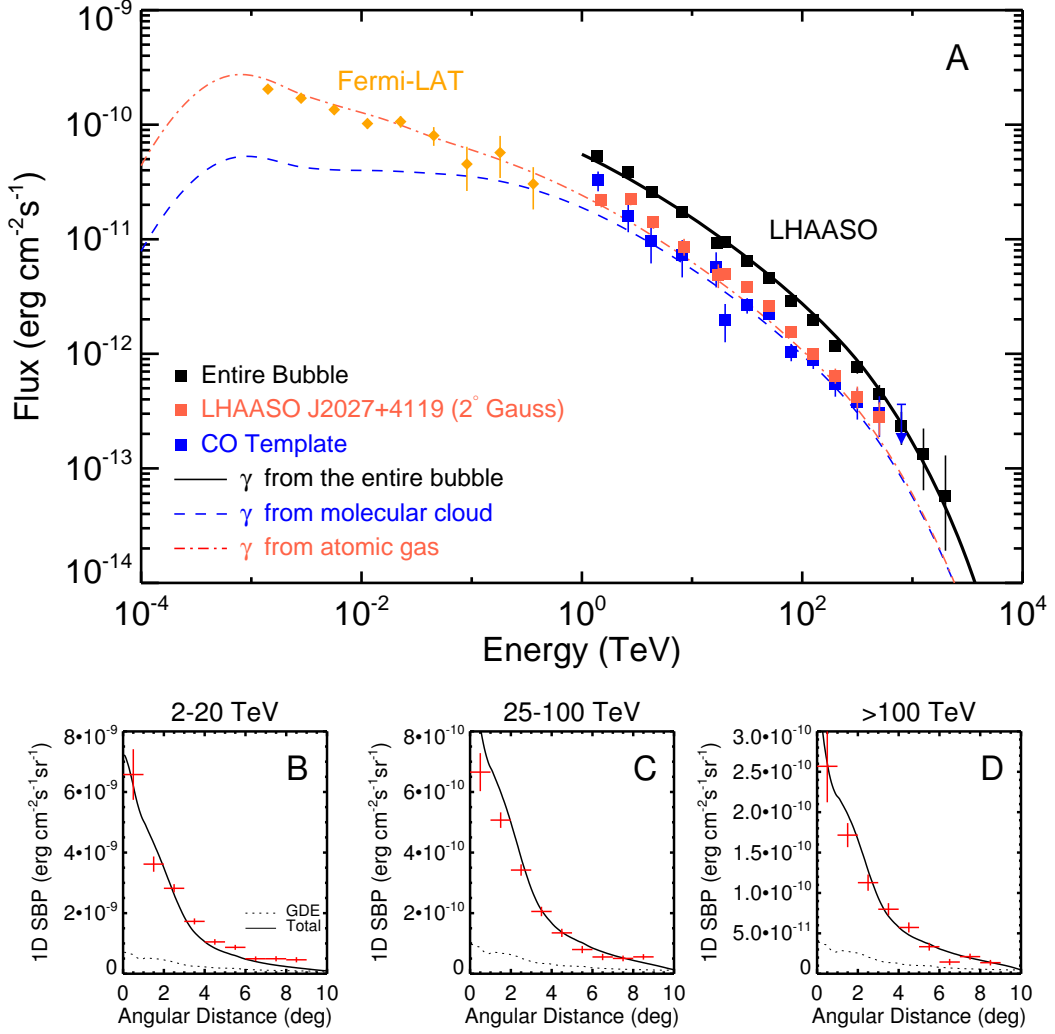 A
Flux (erg cm⁻²s⁻¹)
10⁻⁹
10⁻¹⁰
10⁻¹¹
10⁻¹²
10⁻¹³
10⁻¹⁴
Fermi-LAT
LHAASO
Entire Bubble
LHAASO J2027+4119 (2° Gauss)
CO Template
γ from the entire bubble
γ from molecular cloud
γ from atomic gas
10⁻⁴ 10⁻² 10⁰ 10² 10⁴
Energy (TeV)
2-20 TeV
B
1D SBP (erg cm⁻²s⁻¹sr⁻¹)
8•10⁻⁹
6•10⁻⁹
4•10⁻⁹
2•10⁻⁹
0
GDE
Total
0 2 4 6 8 10
Angular Distance (deg)
25-100 TeV
C
1D SBP (erg cm⁻²s⁻¹sr⁻¹)
8•10⁻¹⁰
6•10⁻¹⁰
4•10⁻¹⁰
2•10⁻¹⁰
0
0 2 4 6 8 10
Angular Distance (deg)
>100 TeV
D
1D SBP (erg cm⁻²s⁻¹sr⁻¹)
3.0•10⁻¹⁰
2.5•10⁻¹⁰
2.0•10⁻¹⁰
1.5•10⁻¹⁰
1.0•10⁻¹⁰
5.0•10⁻¹¹
0
0 2 4 6 8 10
Angular Distance (deg)